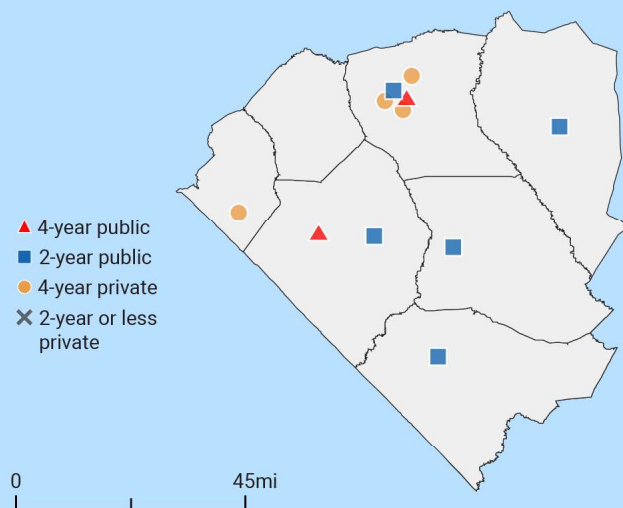 4-year public
2-year public
4-year private
2-year or less
private
0
45mi